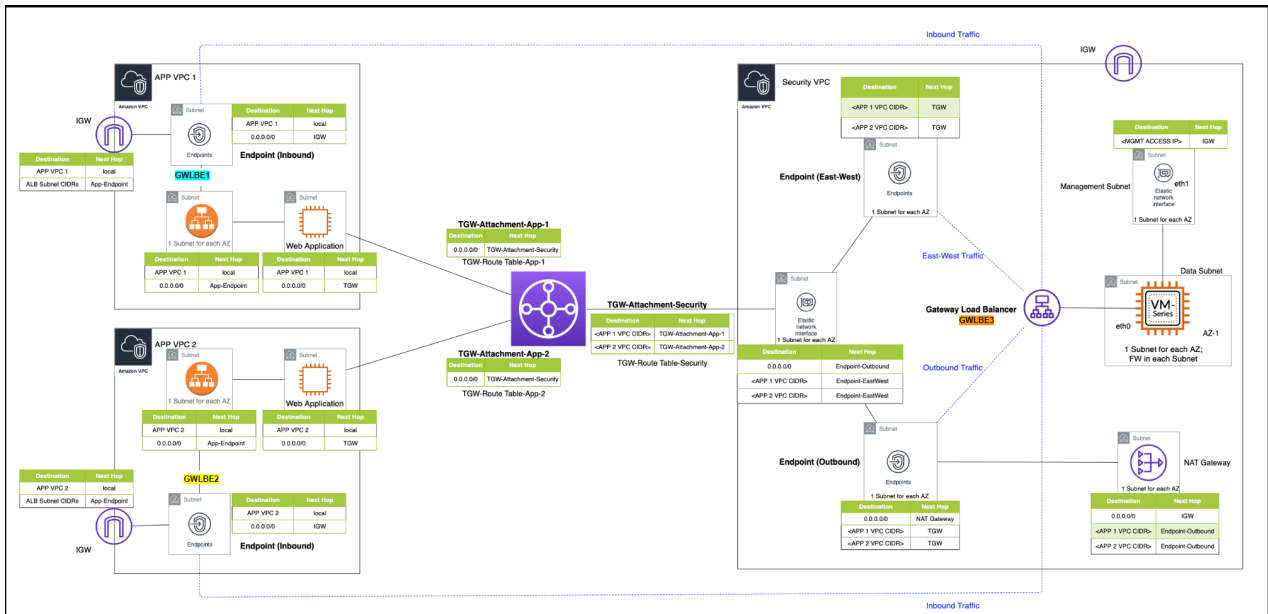 Inbound Traffic
IGW
APP VPC 1
Amazon VPC
Subnet
Endpoints
Destination Next Hop
APP VPC 1 local
0.0.0.0/0 IGW
Endpoint (Inbound)
IGW
Destination Next Hop
APP VPC 1 local
ALB Subnet CIDRs App-Endpoint
GWLBE1
Subnet
1 Subnet for each AZ
Subnet
Web Application
Destination Next Hop
APP VPC 1 local
0.0.0.0/0 App-Endpoint
Destination Next Hop
APP VPC 1 local
0.0.0.0/0 TGW
TGW-Attachment-App-1
Destination Next Hop
0.0.0.0/0 TGW-Attachment-Security
TGW-Route Table-App-1
TGW-Attachment-App-2
Destination Next Hop
0.0.0.0/0 TGW-Attachment-Security
TGW-Route Table-App-2
TGW-Attachment-Security
Destination Next Hop
<APP 1 VPC CIDR> TGW-Attachment-App-1
<APP 2 VPC CIDR> TGW-Attachment-App-2
TGW-Route Table-Security
APP VPC 2
Amazon VPC
Subnet
1 Subnet for each AZ
Subnet
Web Application
Destination Next Hop
APP VPC 2 local
0.0.0.0/0 App-Endpoint
Destination Next Hop
APP VPC 2 local
0.0.0.0/0 TGW
GWLBE2
Destination Next Hop
APP VPC 2 local
ALB Subnet CIDRs App-Endpoint
IGW
Subnet
Endpoints
Destination Next Hop
APP VPC 2 local
0.0.0.0/0 IGW
Endpoint (Inbound)
Security VPC
Amazon VPC
Destination Next Hop
<APP 1 VPC CIDR> TGW
<APP 2 VPC CIDR> TGW
Subnet
Endpoints
1 Subnet for each AZ
Endpoint (East-West)
Destination Next Hop
<MGMT ACCESS IP> IGW
Subnet
eth1
Elastic
network
interface
1 Subnet for each AZ
Management Subnet
East-West Traffic
Subnet
Elastic
network
interface
1 Subnet for each AZ
Destination Next Hop
0.0.0.0/0 Endpoint-Outbound
<APP 1 VPC CIDR> Endpoint-EastWest
<APP 2 VPC CIDR> Endpoint-EastWest
Gateway Load Balancer
GWLBE3
Data Subnet
Subnet
VM-
Series
eth0
AZ-1
1 Subnet for each AZ;
FW in each Subnet
Outbound Traffic
Endpoint (Outbound)
Subnet
Endpoints
1 Subnet for each AZ
Destination Next Hop
0.0.0.0/0 NAT Gateway
<APP 1 VPC CIDR> TGW
<APP 2 VPC CIDR> TGW
Subnet
1 Subnet for each AZ
NAT Gateway
Destination Next Hop
0.0.0.0/0 IGW
<APP 1 VPC CIDR> Endpoint-Outbound
<APP 2 VPC CIDR> Endpoint-Outbound
Inbound Traffic